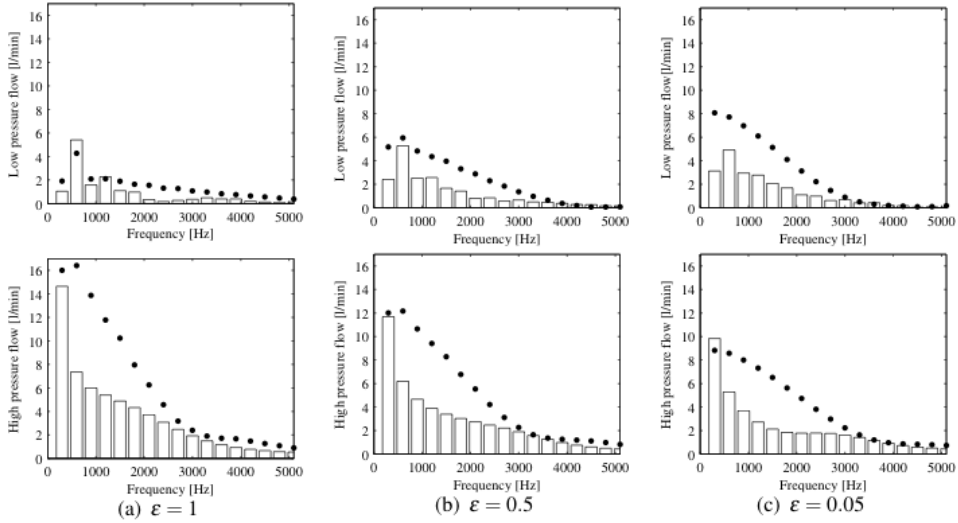 16
14
12
10
8
6
4
2
0
Low pressure flow [l/min]
0 1000 2000 3000 4000 5000
Frequency [Hz]
16
14
12
10
8
6
4
2
0
Low pressure flow [l/min]
0 1000 2000 3000 4000 5000
Frequency [Hz]
16
14
12
10
8
6
4
2
0
Low pressure flow[l/min]
0 1000 2000 3000 4000 5000
Frequency [Hz]
16
14
12
10
8
6
4
2
0
High pressure flow [l/min]
0 1000 2000 3000 4000 5000
Frequency [Hz]
(a) ε = 1
16
14
12
10
8
6
4
2
0
High pressure flow [l/min]
0 1000 2000 3000 4000 5000
Frequency [Hz]
(b) ε = 0.5
16
14
12
10
8
6
4
2
0
High pressure flow [l/min]
0 1000 2000 3000 4000 5000
Frequency [Hz]
(c) ε = 0.05